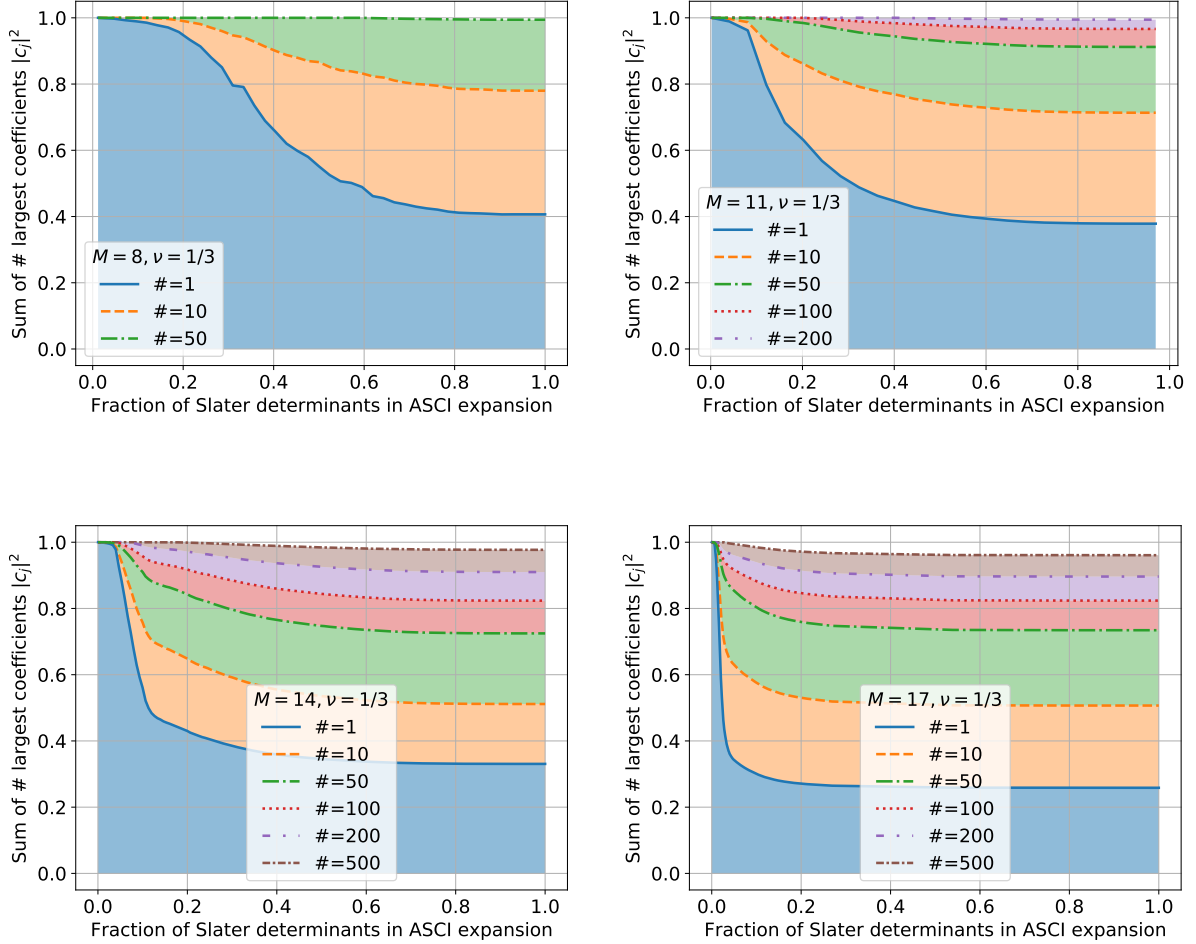 Sum of # largest coefficients |c_j|^2
1.0
0.8
0.6
0.4
0.2
0.0
M = 8, ν = 1/3
#=1
#=10
#=50
0.0 0.2 0.4 0.6 0.8 1.0
Fraction of Slater determinants in ASCI expansion
Sum of # largest coefficients |c_j|^2
1.0
0.8
0.6
0.4
0.2
0.0
M = 11, ν = 1/3
#=1
#=10
#=50
#=100
#=200
0.0 0.2 0.4 0.6 0.8 1.0
Fraction of Slater determinants in ASCI expansion
Sum of # largest coefficients |c_j|^2
1.0
0.8
0.6
0.4
0.2
0.0
M = 14, ν = 1/3
#=1
#=10
#=50
#=100
#=200
#=500
0.0 0.2 0.4 0.6 0.8 1.0
Fraction of Slater determinants in ASCI expansion
Sum of # largest coefficients |c_j|^2
1.0
0.8
0.6
0.4
0.2
0.0
M = 17, ν = 1/3
#=1
#=10
#=50
#=100
#=200
#=500
0.0 0.2 0.4 0.6 0.8 1.0
Fraction of Slater determinants in ASCI expansion